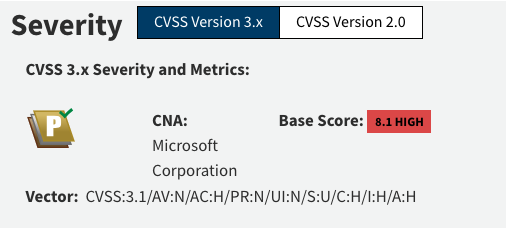 Severity CVSS Version 3.x CVSS Version 2.0
CVSS 3.x Severity and Metrics:
P CNA: Base Score: 8.1 HIGH
Microsoft
Corporation
Vector: CVSS:3.1/AV:N/AC:H/PR:N/UI:N/S:U/C:H/I:H/A:H